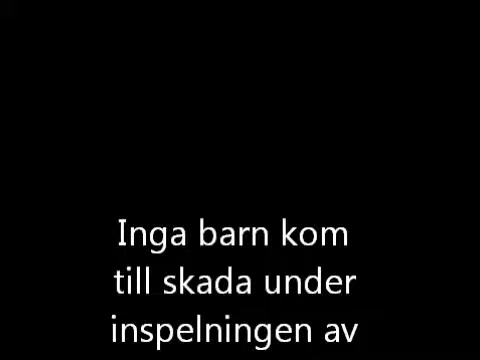 Inga barn kom
till skada under
inspelningen av